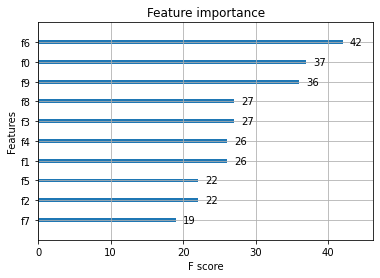 Feature importance
f6 42
f0 37
f9 36
f8 27
f3 27
f4 26
f1 26
f5 22
f2 22
f7 19
Features
0 10 20 30 40
F score